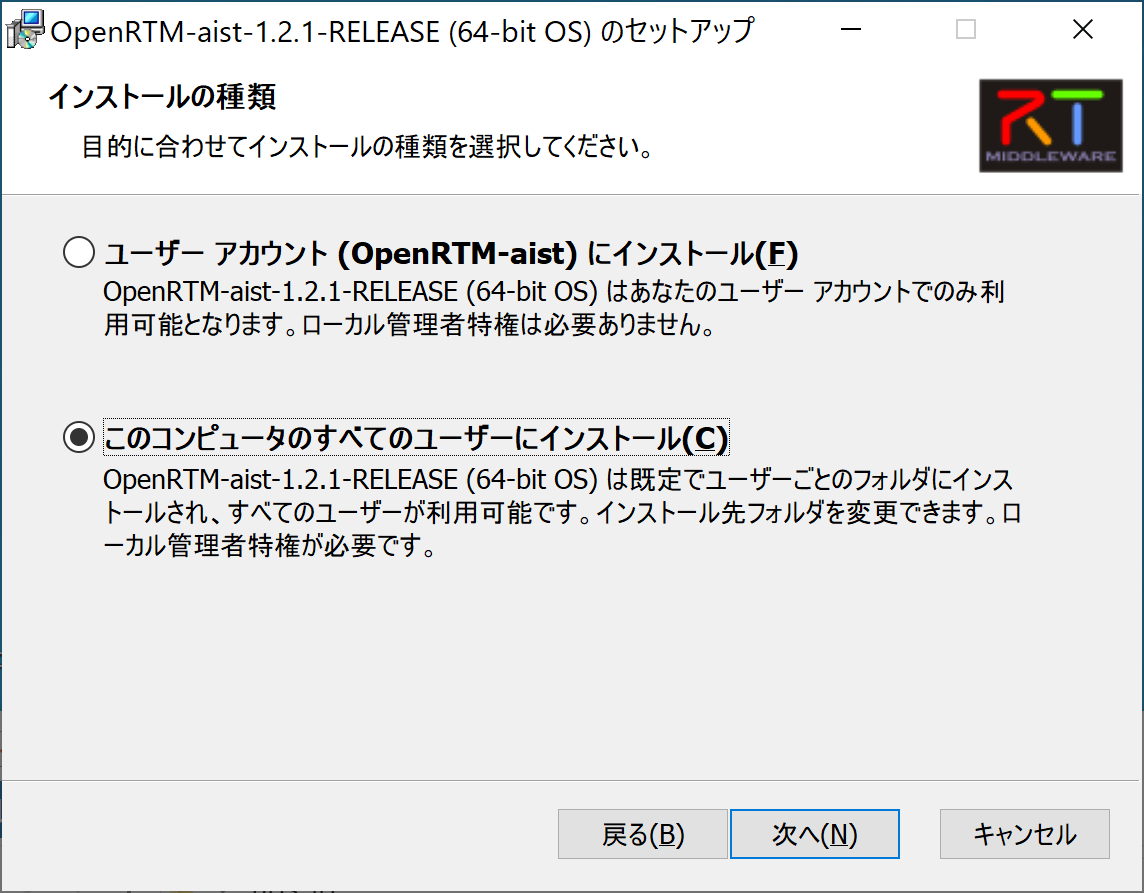 OpenRTM-aist-1.2.1-RELEASE (64-bit OS) のセットアップ
インストールの種類
目的に合わせてインストールの種類を選択してください。
RT
MIDDLEWARE
ユーザー アカウント (OpenRTM-aist) にインストール(F)
OpenRTM-aist-1.2.1-RELEASE (64-bit OS) はあなたのユーザー アカウントでのみ利
用可能となります。ローカル管理者特権は必要ありません。
このコンピュータのすべてのユーザーにインストール(C)
OpenRTM-aist-1.2.1-RELEASE (64-bit OS) は既定でユーザーごとのフォルダにインス
トールされ、すべてのユーザーが利用可能です。インストール先フォルダを変更できます。ロ
ーカル管理者特権が必要です。
戻る(B)
次へ(N)
キャンセル